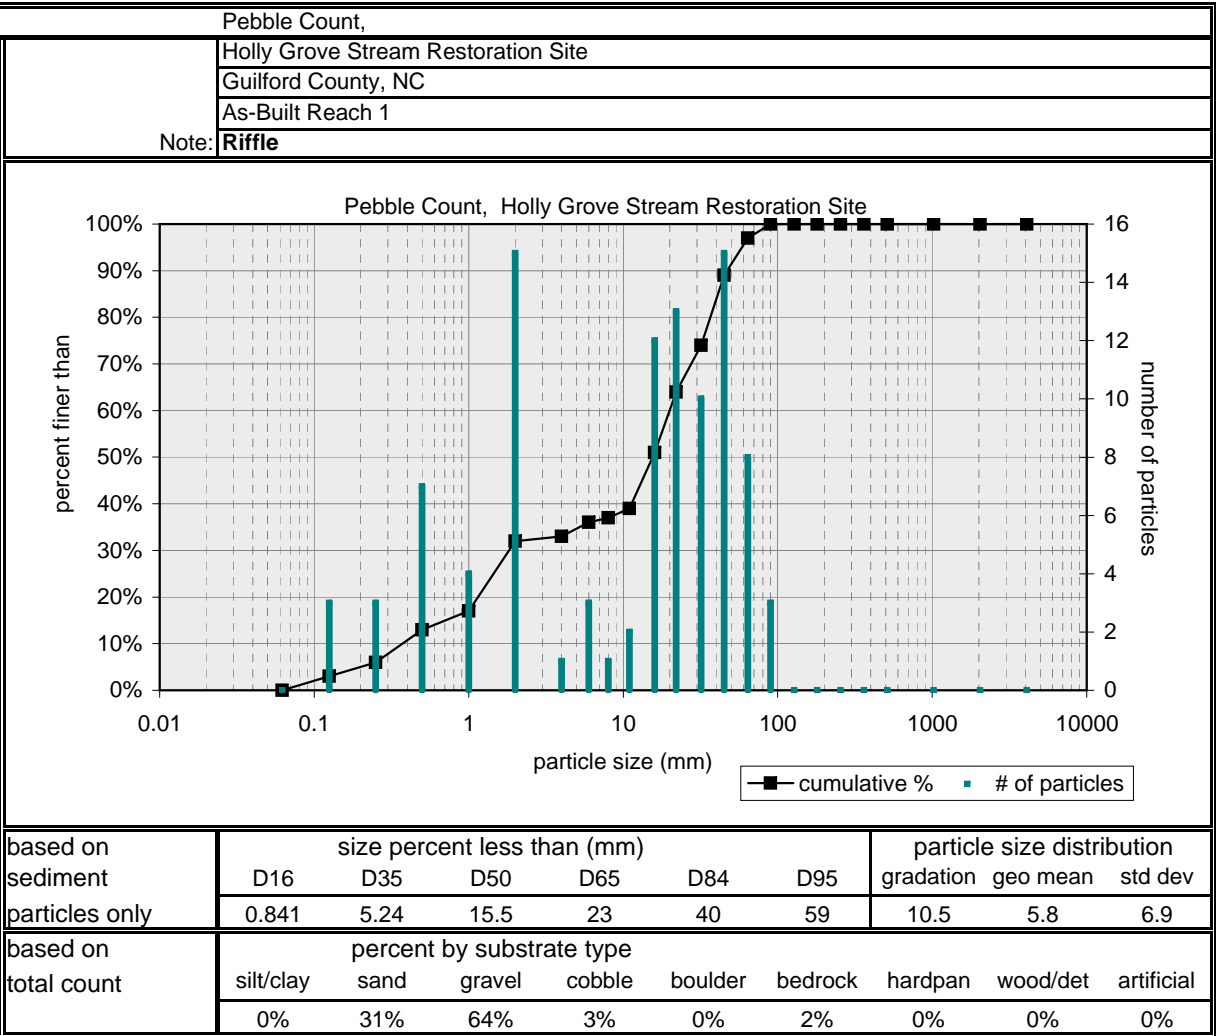 Pebble Count,
Holly Grove Stream Restoration Site
Guilford County, NC
As-Built Reach 1
Note: Riffle
Pebble Count, Holly Grove Stream Restoration Site
100% 16
90% 14
80%
70% 12
60% 10
50% 8
40% 6
30% 4
20% 2
10%
0% 0
percent finer than
number of particles
0.01 0.1 1 10 100 1000 10000
particle size (mm)
cumulative % # of particles
based on size percent less than (mm) particle size distribution
sediment D16 D35 D50 D65 D84 D95 gradation geo mean std dev
particles only 0.841 5.24 15.5 23 40 59 10.5 5.8 6.9
based on percent by substrate type
total count silt/clay sand gravel cobble boulder bedrock hardpan wood/det artificial
0% 31% 64% 3% 0% 2% 0% 0% 0%